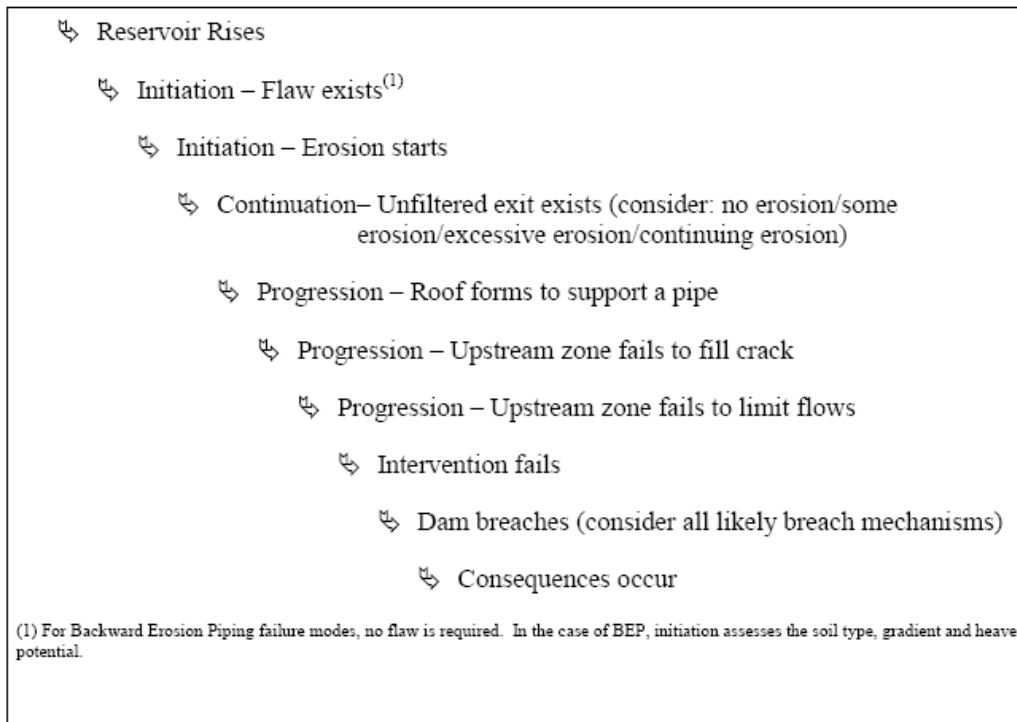 Reservoir Rises
Initiation – Flaw exists(1)
Initiation – Erosion starts
Continuation– Unfiltered exit exists (consider: no erosion/some
erosion/excessive erosion/continuing erosion)
Progression – Roof forms to support a pipe
Progression – Upstream zone fails to fill crack
Progression – Upstream zone fails to limit flows
Intervention fails
Dam breaches (consider all likely breach mechanisms)
Consequences occur
(1) For Backward Erosion Piping failure modes, no flaw is required.  In the case of BEP, initiation assesses the soil type, gradient and heave
potential.